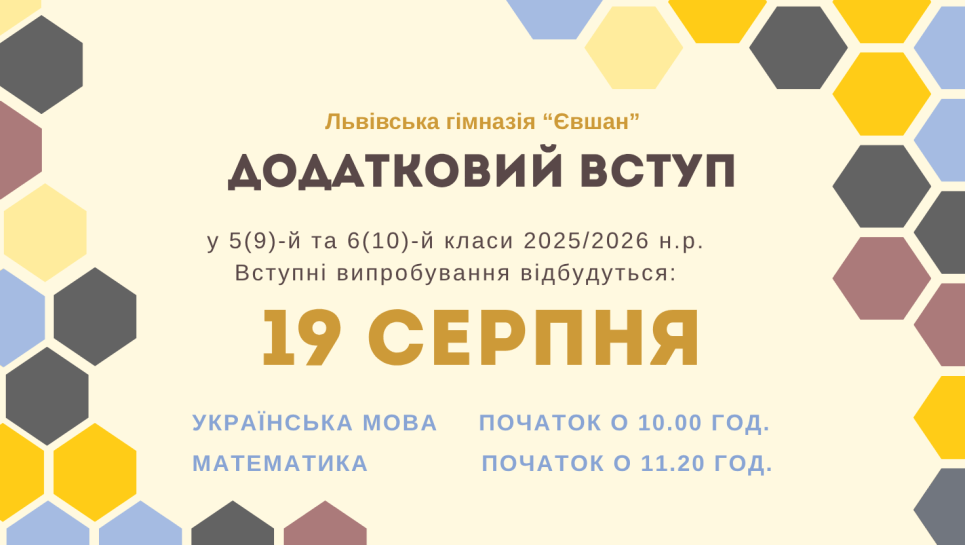 Львівська гімназія “Євшан”
ДОДАТКОВИЙ ВСТУП
у 5(9)-й та 6(10)-й класи 2025/2026 н.р.
Вступні випробування відбудуться:
19 СЕРПНЯ
УКРАЇНСЬКА МОВА ПОЧАТОК О 10.00 ГОД.
МАТЕМАТИКА ПОЧАТОК О 11.20 ГОД.